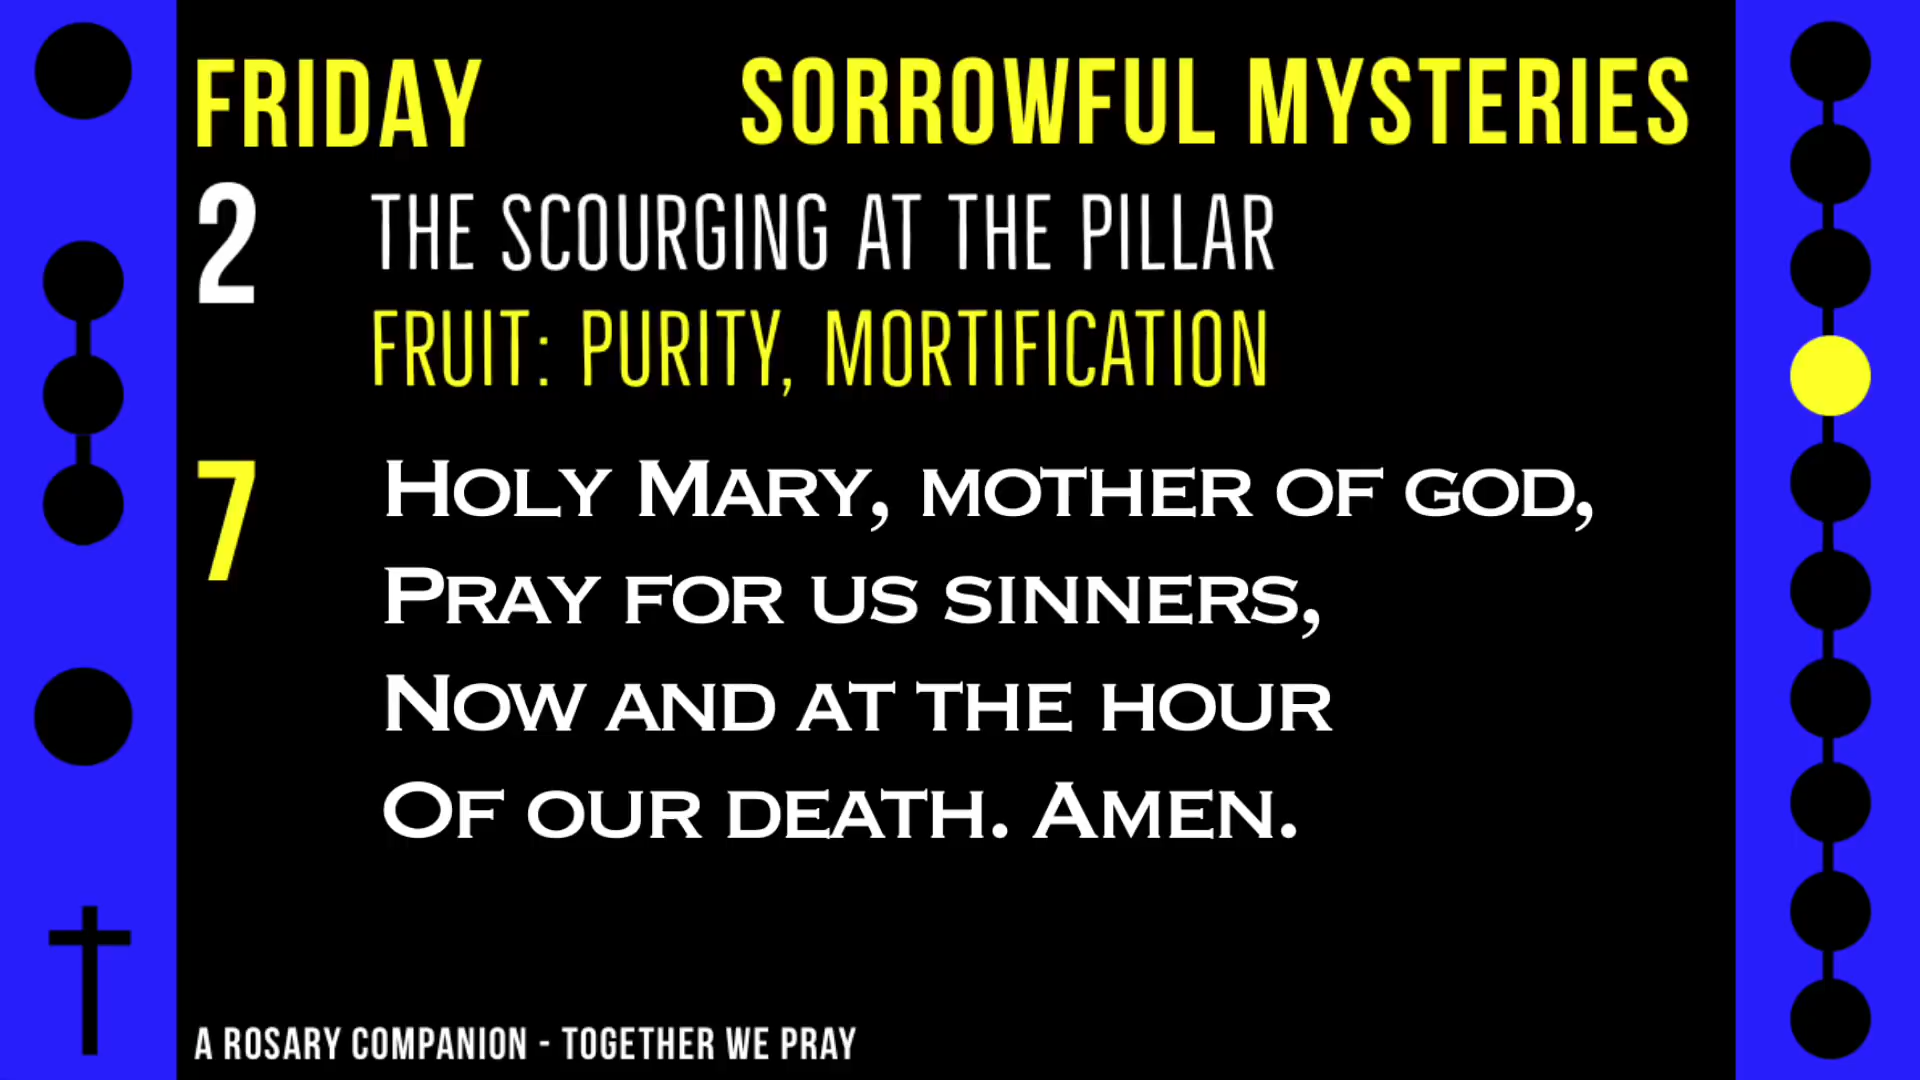 FRIDAY SORROWFUL MYSTERIES
2 THE SCOURGING AT THE PILLAR
FRUIT: PURITY, MORTIFICATION
7 HOLY MARY, MOTHER OF GOD,
PRAY FOR US SINNERS,
NOW AND AT THE HOUR
OF OUR DEATH. AMEN.
A ROSARY COMPANION - TOGETHER WE PRAY